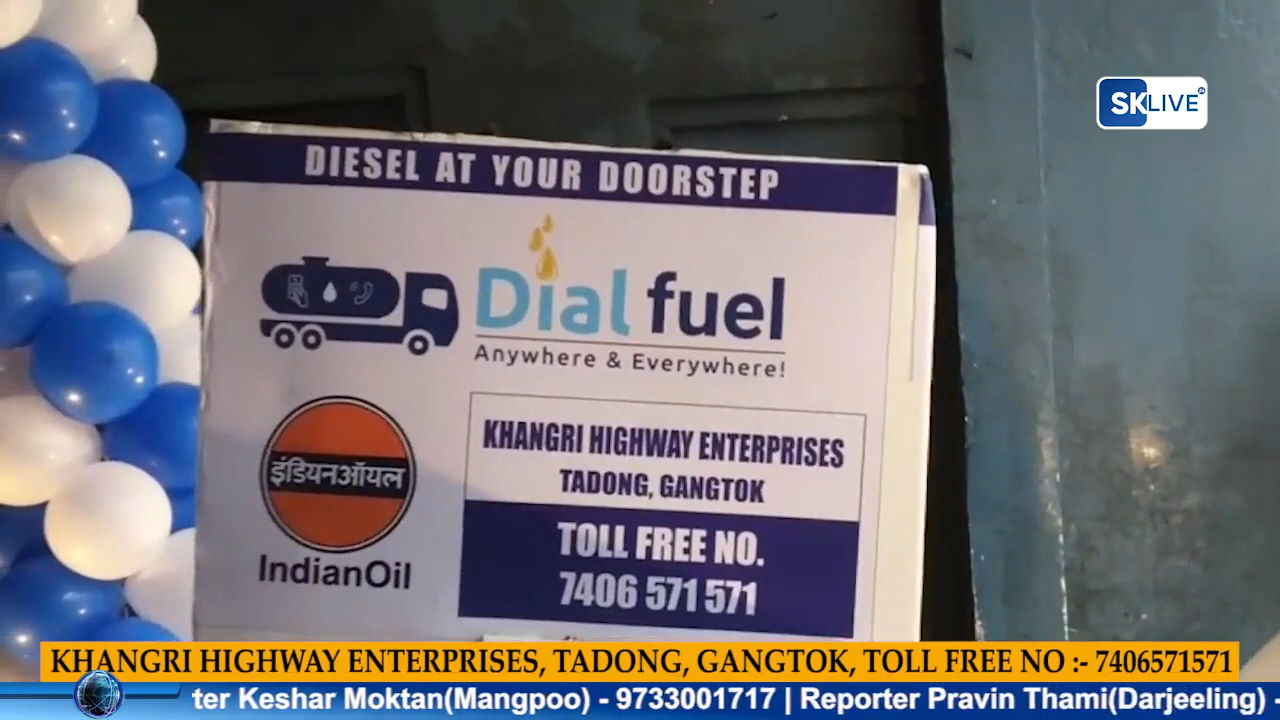 SKLIVE 24
DIESEL AT YOUR DOORSTEP
Dial fuel
Anywhere & Everywhere!
इंडियनऑयल
IndianOil
KHANGRI HIGHWAY ENTERPRISES
TADONG, GANGTOK
TOLL FREE NO.
7406 571 571
KHANGRI HIGHWAY ENTERPRISES, TADONG, GANGTOK, TOLL FREE NO :- 7406571571
ter Keshar Moktan(Mangpoo) - 9733001717 | Reporter Pravin Thami(Darjeeling) -